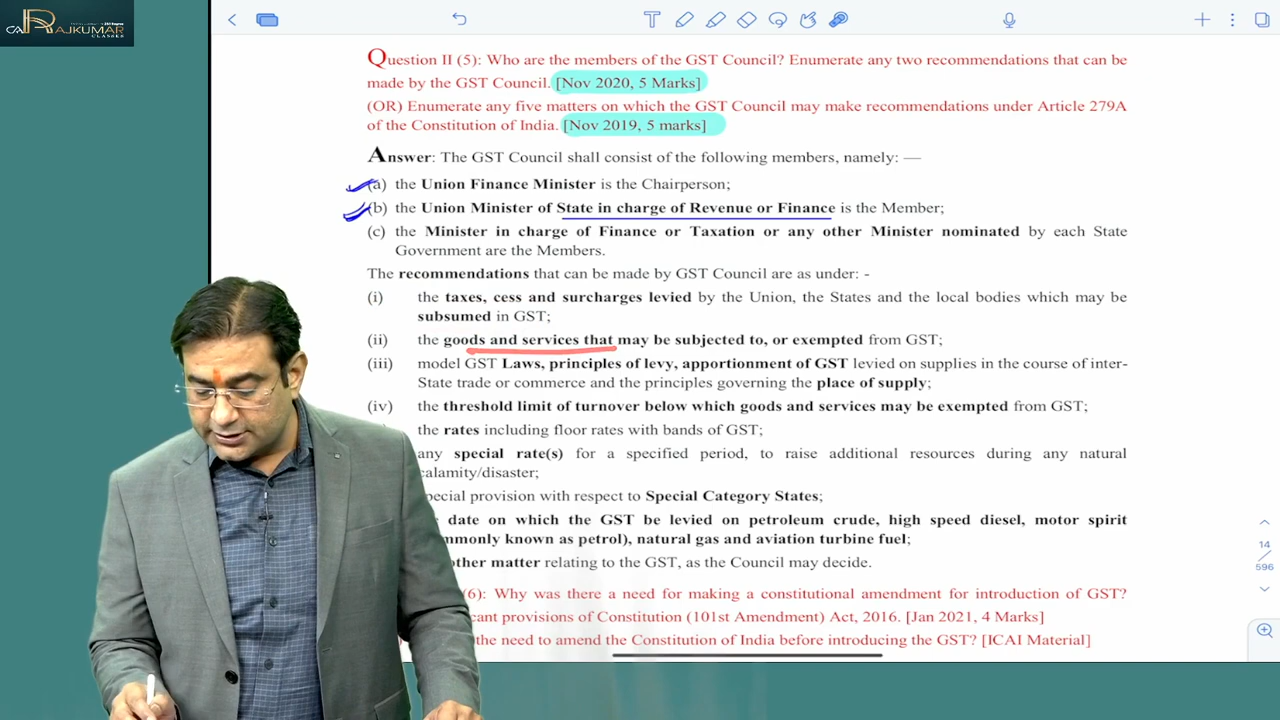 CA RAJKUMAR
CLASSES
Question II (5): Who are the members of the GST Council? Enumerate any two recommendations that can be
made by the GST Council. [Nov 2020, 5 Marks]
(OR) Enumerate any five matters on which the GST Council may make recommendations under Article 279A
of the Constitution of India. [Nov 2019, 5 marks]
Answer: The GST Council shall consist of the following members, namely: —
(a) the Union Finance Minister is the Chairperson;
(b) the Union Minister of State in charge of Revenue or Finance is the Member;
(c) the Minister in charge of Finance or Taxation or any other Minister nominated by each State
Government are the Members.
The recommendations that can be made by GST Council are as under: -
(i) the taxes, cess and surcharges levied by the Union, the States and the local bodies which may be
subsumed in GST;
(ii) the goods and services that may be subjected to, or exempted from GST;
(iii) model GST Laws, principles of levy, apportionment of GST levied on supplies in the course of inter-
State trade or commerce and the principles governing the place of supply;
(iv) the threshold limit of turnover below which goods and services may be exempted from GST;
the rates including floor rates with bands of GST;
any special rate(s) for a specified period, to raise additional resources during any natural
calamity/disaster;
special provision with respect to Special Category States;
date on which the GST be levied on petroleum crude, high speed diesel, motor spirit
mmonly known as petrol), natural gas and aviation turbine fuel;
other matter relating to the GST, as the Council may decide.
(6): Why was there a need for making a constitutional amendment for introduction of GST?
cant provisions of Constitution (101st Amendment) Act, 2016. [Jan 2021, 4 Marks]
the need to amend the Constitution of India before introducing the GST? [ICAI Material]
14
596